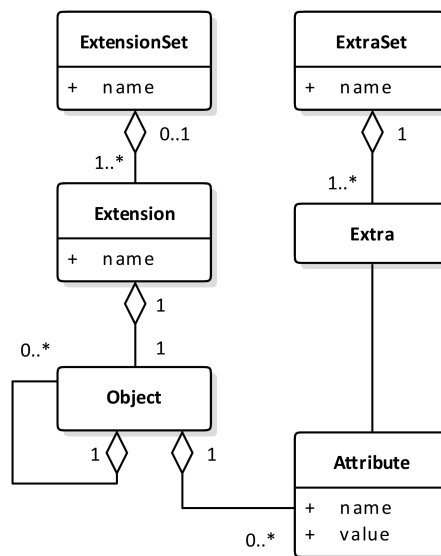 ExtensionSet
+ name
0..1
1..*
Extension
+ name
1
1
0..*
Object
1
1
0..*
ExtraSet
+ name
1
1..*
Extra
Attribute
+ name
+ value